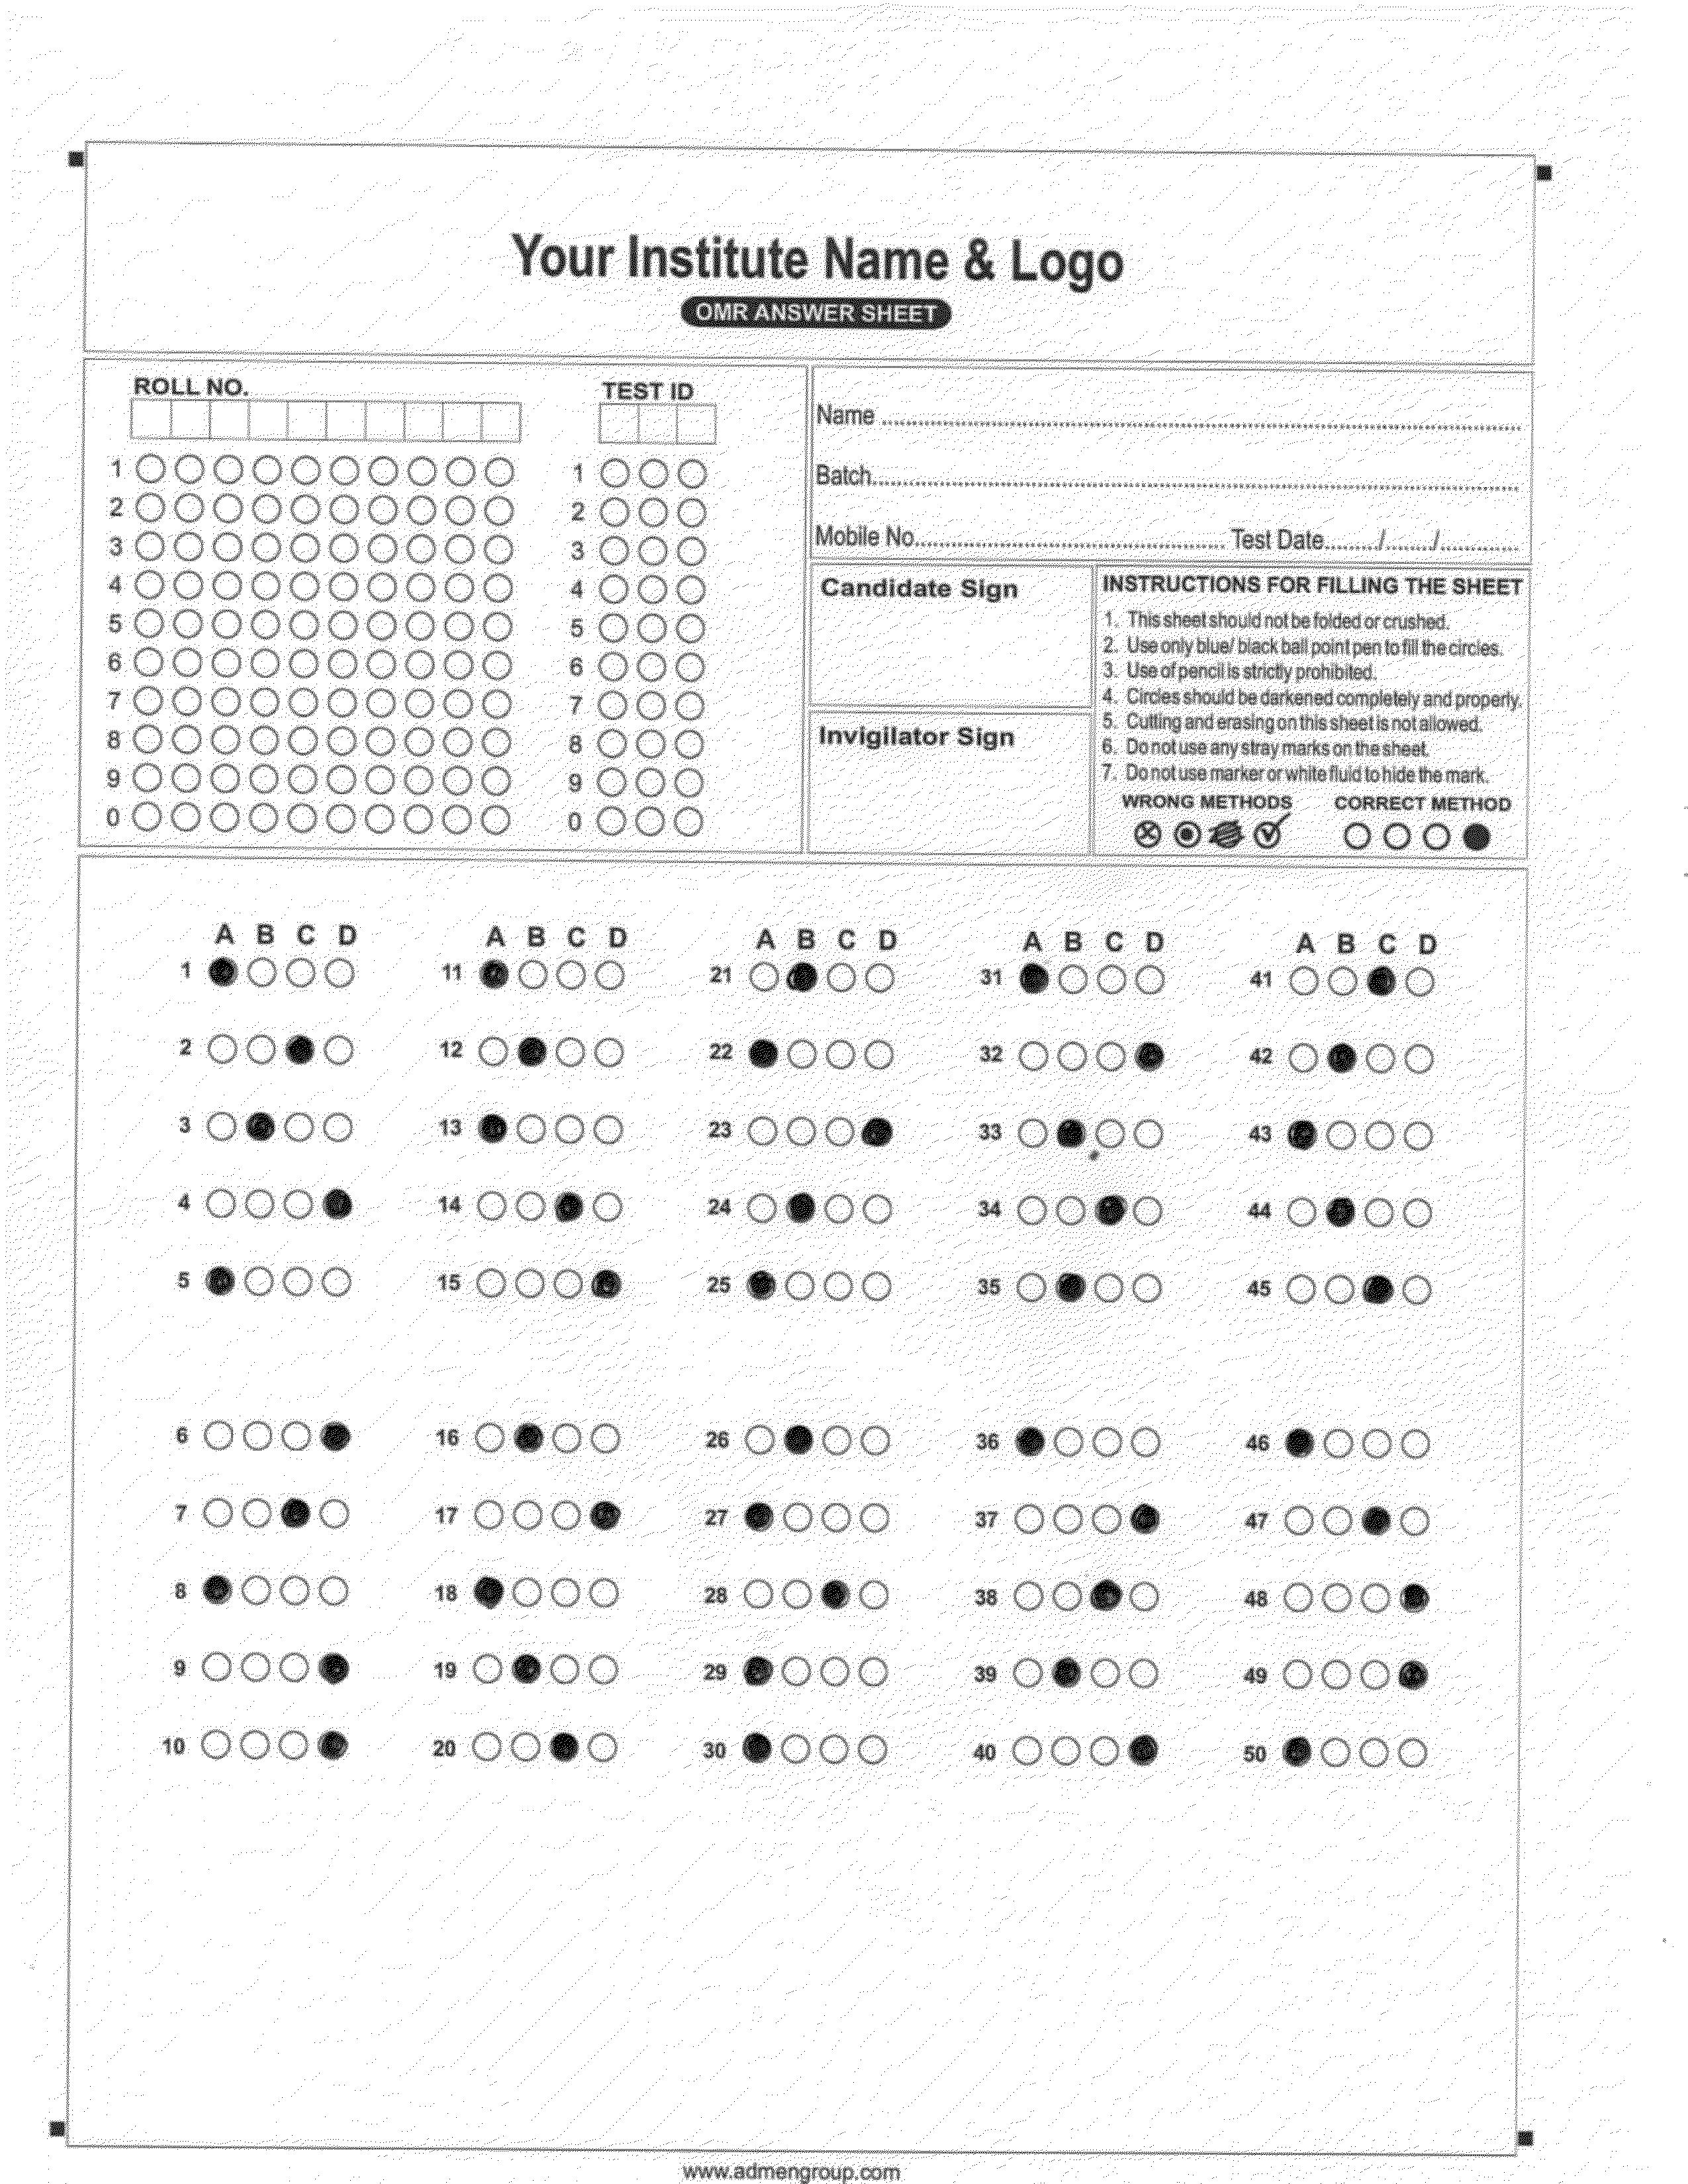 Your Institute Name & Logo
OMR ANSWER SHEET
ROLL NO.
TEST ID
1 1
2 2
3 3
4 4
5 5
6 6
7 7
8 8
9 9
0 0
Name
Batch
Mobile No. Test Date / /
Candidate Sign
Invigilator Sign
INSTRUCTIONS FOR FILLING THE SHEET
1. This sheet should not be folded or crushed.
2. Use only blue/ black ball point pen to fill the circles.
3. Use of pencil is strictly prohibited.
4. Circles should be darkened completely and properly.
5. Cutting and erasing on this sheet is not allowed.
6. Do not use any stray marks on the sheet.
7. Do not use marker or white fluid to hide the mark.
WRONG METHODS CORRECT METHOD
A B C D A B C D A B C D A B C D A B C D
1 11 21 31 41
2 12 22 32 42
3 13 23 33 43
4 14 24 34 44
5 15 25 35 45
6 16 26 36 46
7 17 27 37 47
8 18 28 38 48
9 19 29 39 49
10 20 30 40 50
www.admengroup.com